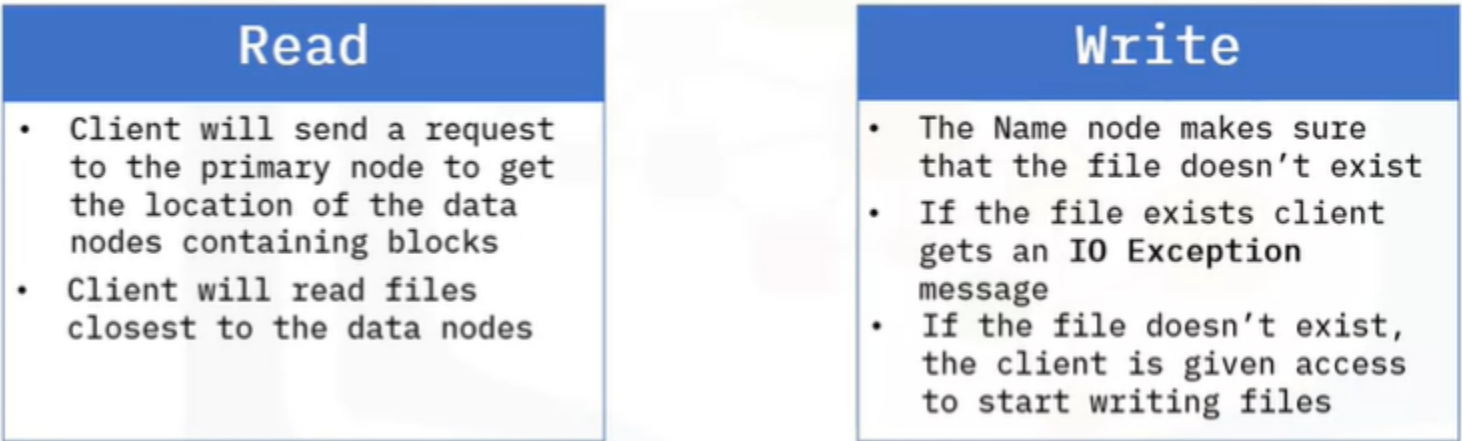 Read
• Client will send a request
to the primary node to get
the location of the data
nodes containing blocks
• Client will read files
closest to the data nodes
Write
• The Name node makes sure
that the file doesn’t exist
• If the file exists client
gets an IO Exception
message
• If the file doesn’t exist,
the client is given access
to start writing files